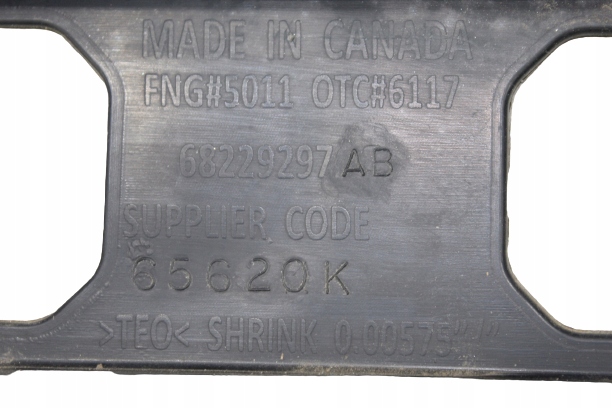 MADE IN CANADA
FNG#5011 OTC#6117
68229297 AB
SUPPLIER CODE
65620K
>TEO< SHRINK 0.00575"/"